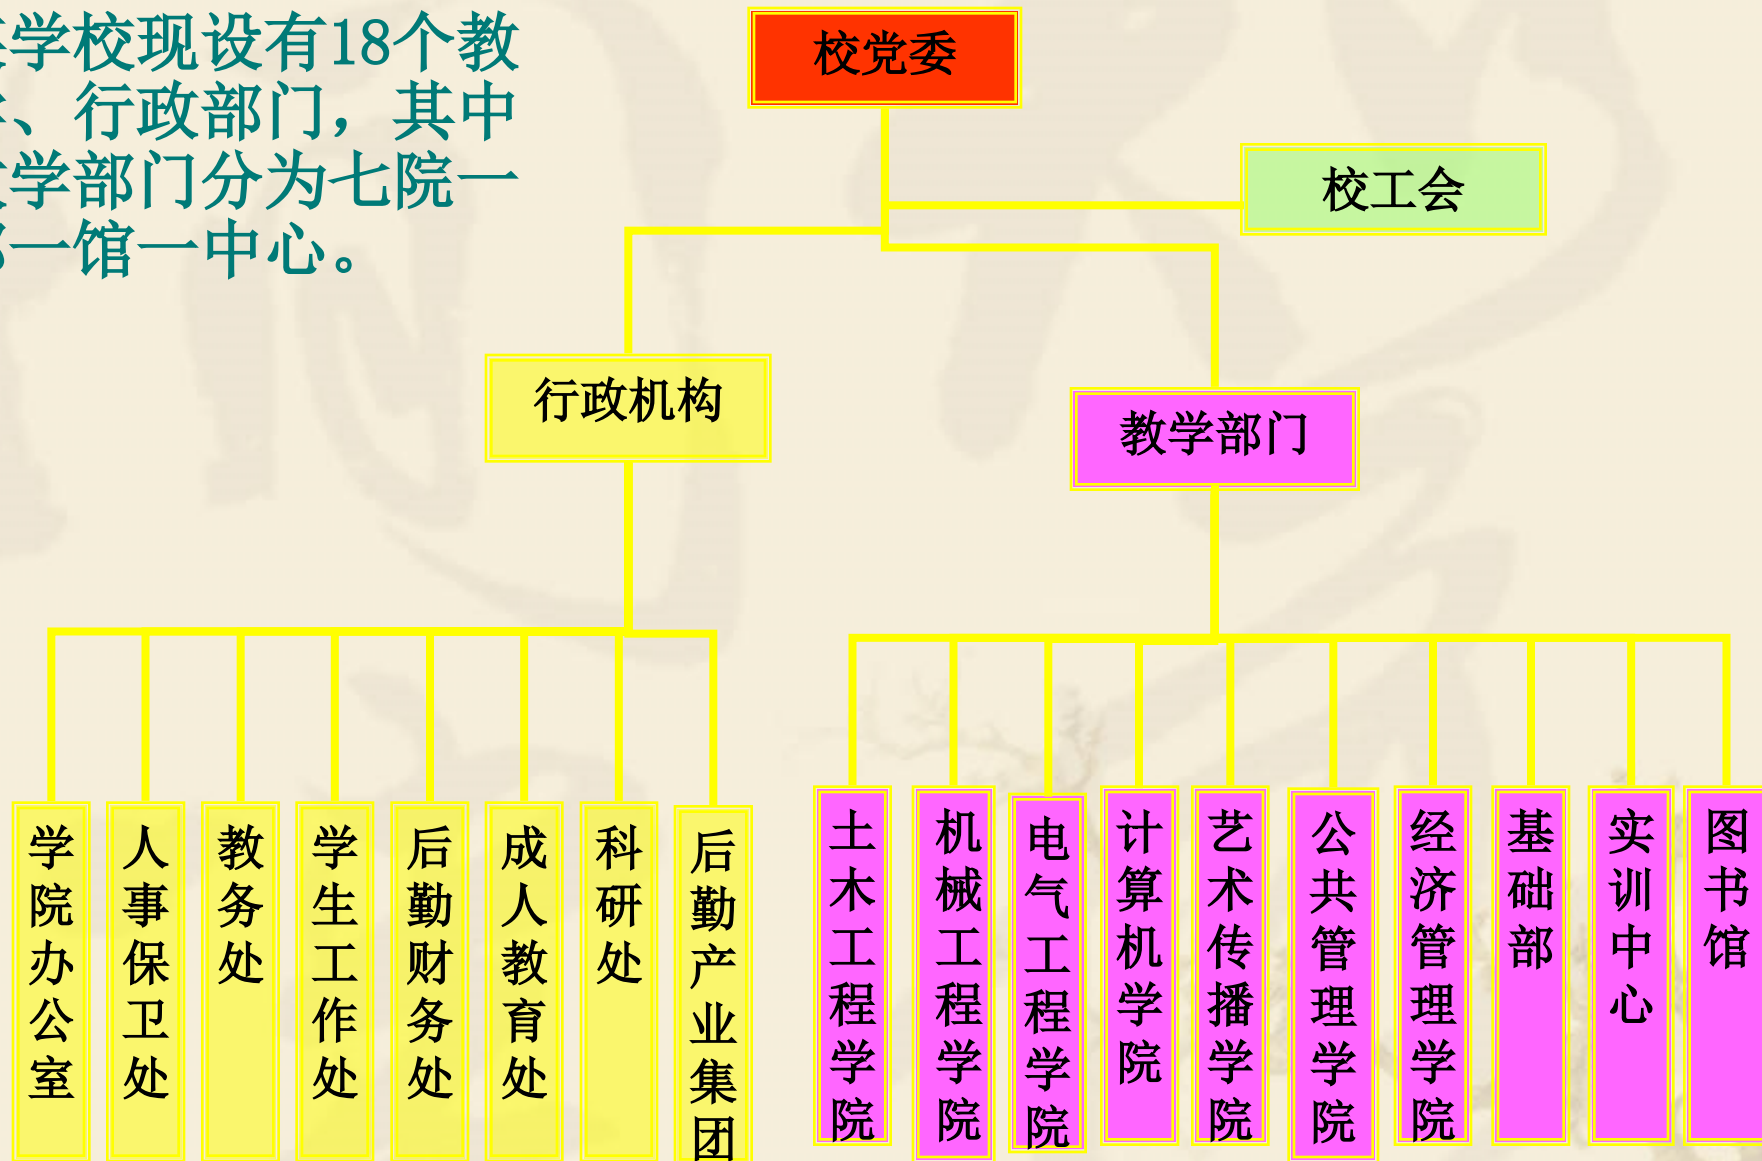 学校现设有18个教
、行政部门，其中
学部门分为七院一
一馆一中心。
校党委
校工会
行政机构
教学部门
学院办公室
人事保卫处
教务处
学生工作处
后勤财务处
成人教育处
科研处
后勤产业集团
土木工程学院
机械工程学院
电气工程学院
计算机学院
艺术传播学院
公共管理学院
经济管理学院
基础部
实训中心
图书馆